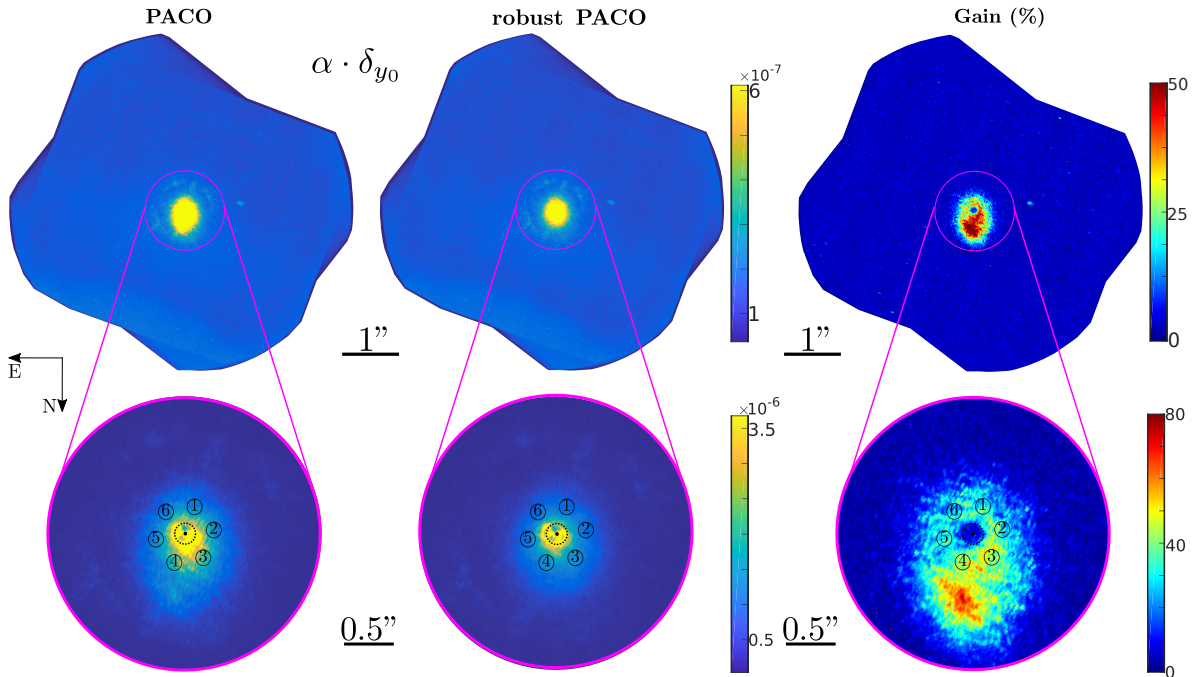 PACO
robust PACO
Gain (%)
α · δ_{y_0}
×10^{-7}
6
1
50
25
0
1"
1"
E
N
×10^{-6}
3.5
0.5
80
40
0
① ② ③ ④ ⑤ ⑥
① ② ③ ④ ⑤ ⑥
① ② ③ ④ ⑤ ⑥
0.5"
0.5"